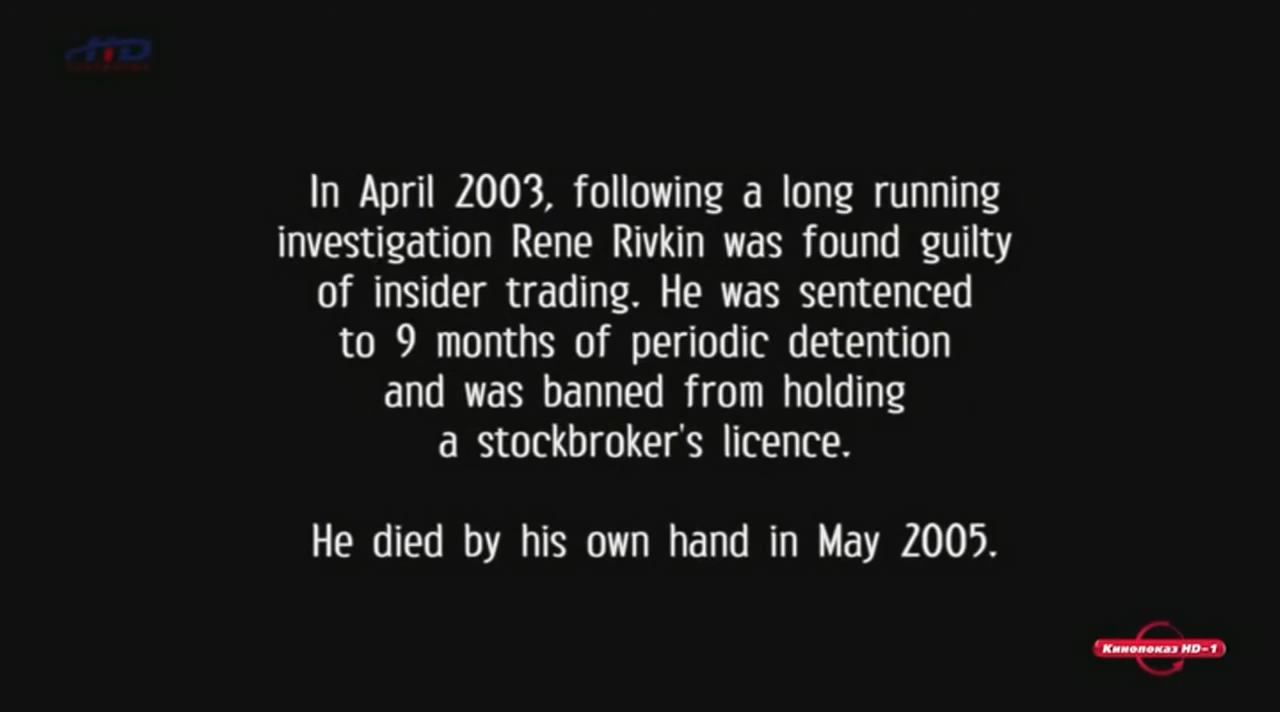 HD
In April 2003, following a long running
investigation Rene Rivkin was found guilty
of insider trading. He was sentenced
to 9 months of periodic detention
and was banned from holding
a stockbroker's licence.
He died by his own hand in May 2005.
Кинопоказ HD-1